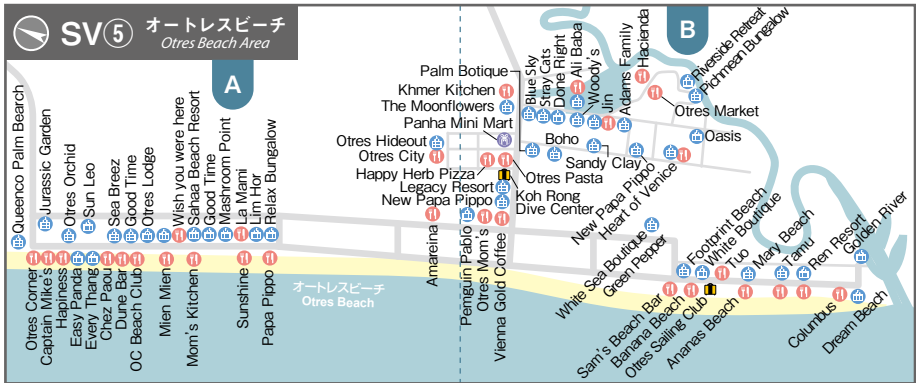 SV⑤
オートレスビーチ
Otres Beach Area
A
B
Queenco Palm Bearch
Jurassic Garden
Otres Orchid
Sun Leo
Sea Breez
Good Time
Otres Lodge
Wish you were here
Sahaa Beach Resort
Good Time
Mashroom Point
La Mami
Lim Hor
Relax Bungalow
Otres Corner
Captain Mike's
Hapiness
Easy Panda
Every Thang
Chez Paou
Dune Bar
OC Beach Club
Mien Mien
Mom's Kitchen
Sunshine
Papa Pippo
オートレスビーチ
Otres Beach
Palm Botique
Khmer Kitchen
The Moonflowers
Panha Mini Mart
Otres Hideout
Otres City
Happy Herb Pizza
Legacy Resort
New Papa Pippo
Amareina
Penguin Pablo
Otres Mom's
Vienna Gold Coffee
Otres Pasta
Koh Rong
Dive Center
Blue Sky
Stray Cats
Done Right
Ali Baba
Woody's
Jin
Adams Family
Hacienda
Riverside Retreat
Pichmean Bungalow
Otres Market
Oasis
Boho
Sandy Clay
New Papa Pippo
Heart of Venice
White Sea Boutique
Green Pepper
Footprint Beach
White Boutique
Tuo
Mary Beach
Tamu
Ren Resort
Golden River
Sam's Beach Bar
Banana Beach
Otres Sailing Club
Ananas Beach
Columbus
Dream Beach